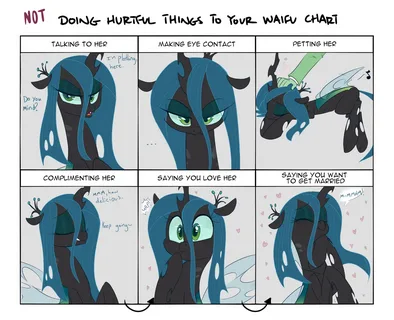 NOT DOING HURTFUL THINGS TO YOUR WAIFU CHART
TALKING TO HER
MAKING EYE CONTACT
PETTING HER
I'm plotting
here.
Do you
mind?
COMPLIMENTING HER
SAYING YOU LOVE HER
SAYING YOU WANT
TO GET MARRIED
mmm, how
delicious..
Keep going~